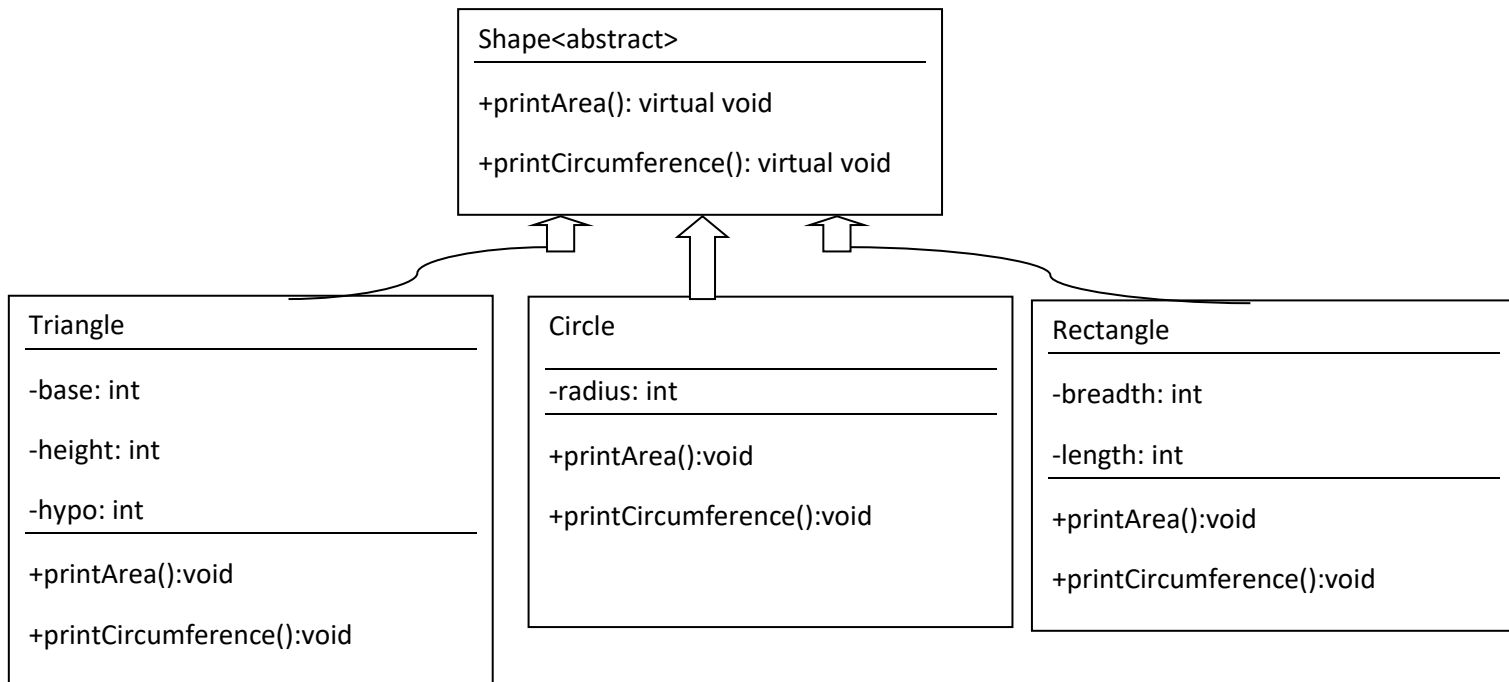 Shape<abstract>
+printArea(): virtual void
+printCircumference(): virtual void
Triangle
-base: int
-height: int
-hypo: int
+printArea():void
+printCircumference():void
Circle
-radius: int
+printArea():void
+printCircumference():void
Rectangle
-breadth: int
-length: int
+printArea():void
+printCircumference():void